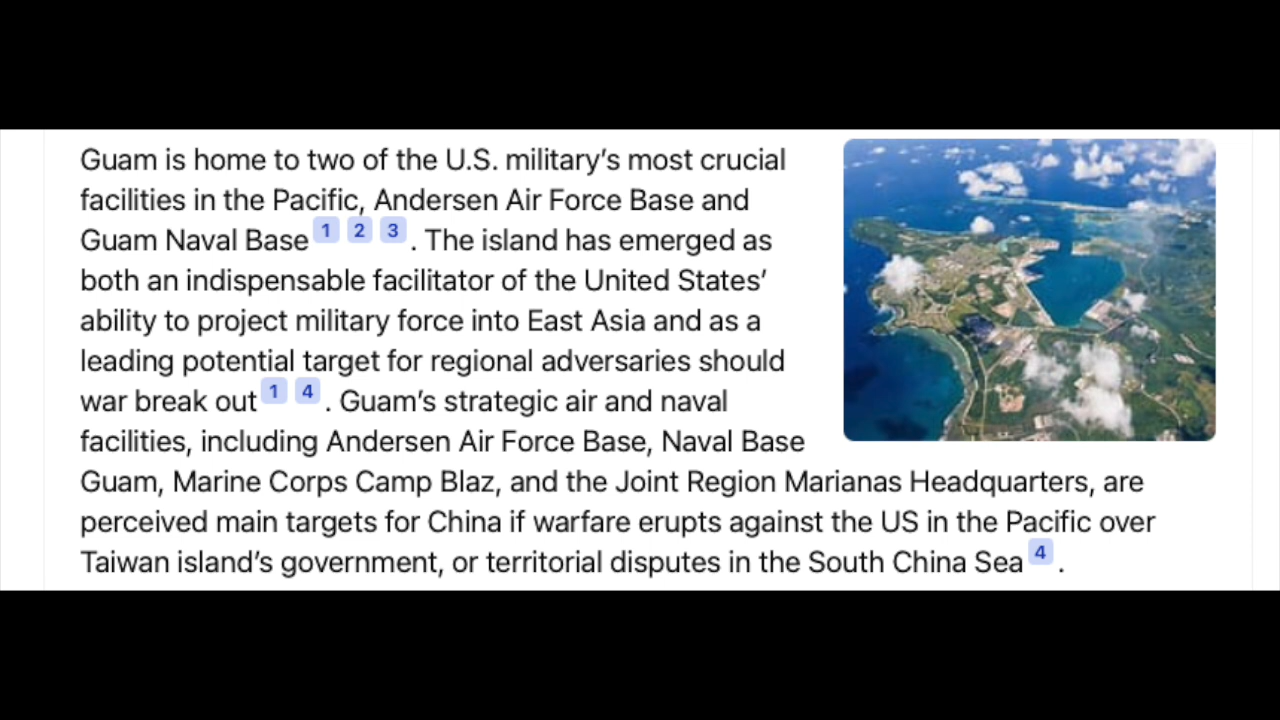 Guam is home to two of the U.S. military’s most crucial
facilities in the Pacific, Andersen Air Force Base and
Guam Naval Base 1 2 3 . The island has emerged as
both an indispensable facilitator of the United States’
ability to project military force into East Asia and as a
leading potential target for regional adversaries should
war break out 1 4 . Guam’s strategic air and naval
facilities, including Andersen Air Force Base, Naval Base
Guam, Marine Corps Camp Blaz, and the Joint Region Marianas Headquarters, are
perceived main targets for China if warfare erupts against the US in the Pacific over
Taiwan island’s government, or territorial disputes in the South China Sea 4 .